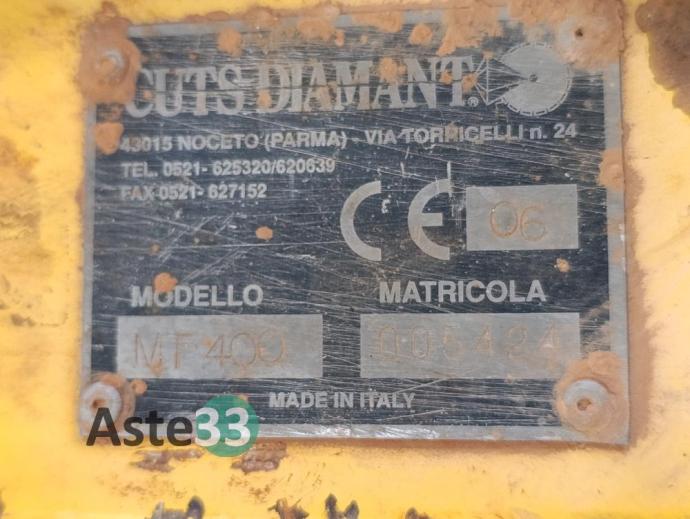 CUTS DIAMANT®
43015 NOCETO (PARMA) - VIA TORRICELLI n. 24
TEL. 0521- 625320/620639
FAX 0521- 627152
CE 06
MODELLO MATRICOLA
MF 400 005424
MADE IN ITALY
Aste33